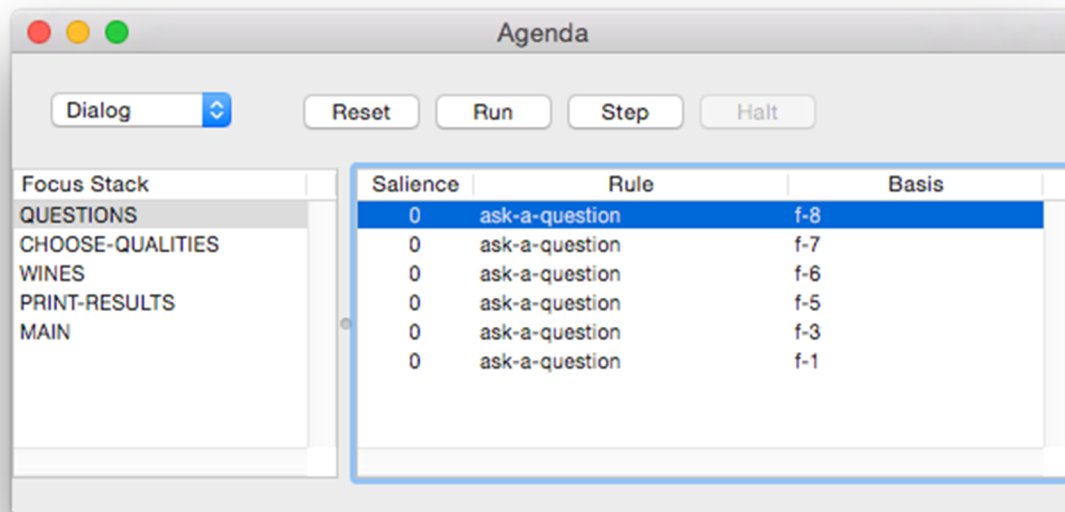 Agenda
Dialog Reset Run Step Halt
Focus Stack
QUESTIONS
CHOOSE-QUALITIES
WINES
PRINT-RESULTS
MAIN
Salience Rule Basis
0 ask-a-question f-8
0 ask-a-question f-7
0 ask-a-question f-6
0 ask-a-question f-5
0 ask-a-question f-3
0 ask-a-question f-1